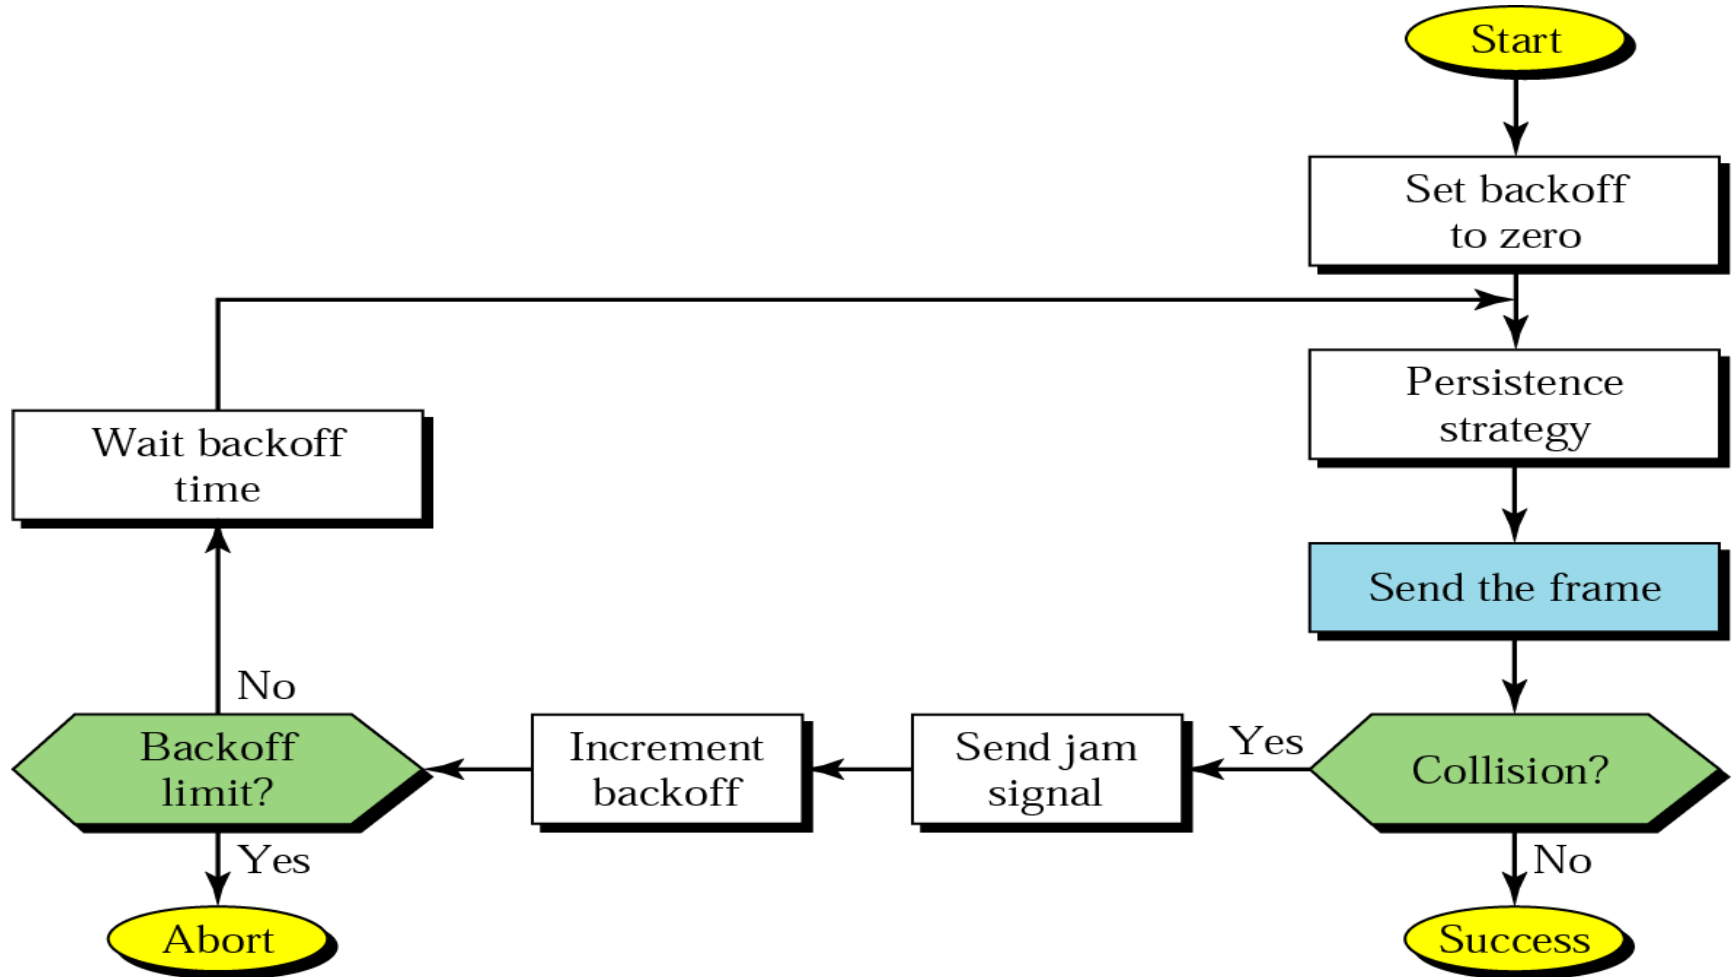 Start
Set backoff
to zero
Persistence
strategy
Wait backoff
time
Send the frame
No
Backoff
limit?
Increment
backoff
Send jam
signal
Yes
Collision?
Yes
No
Abort
Success